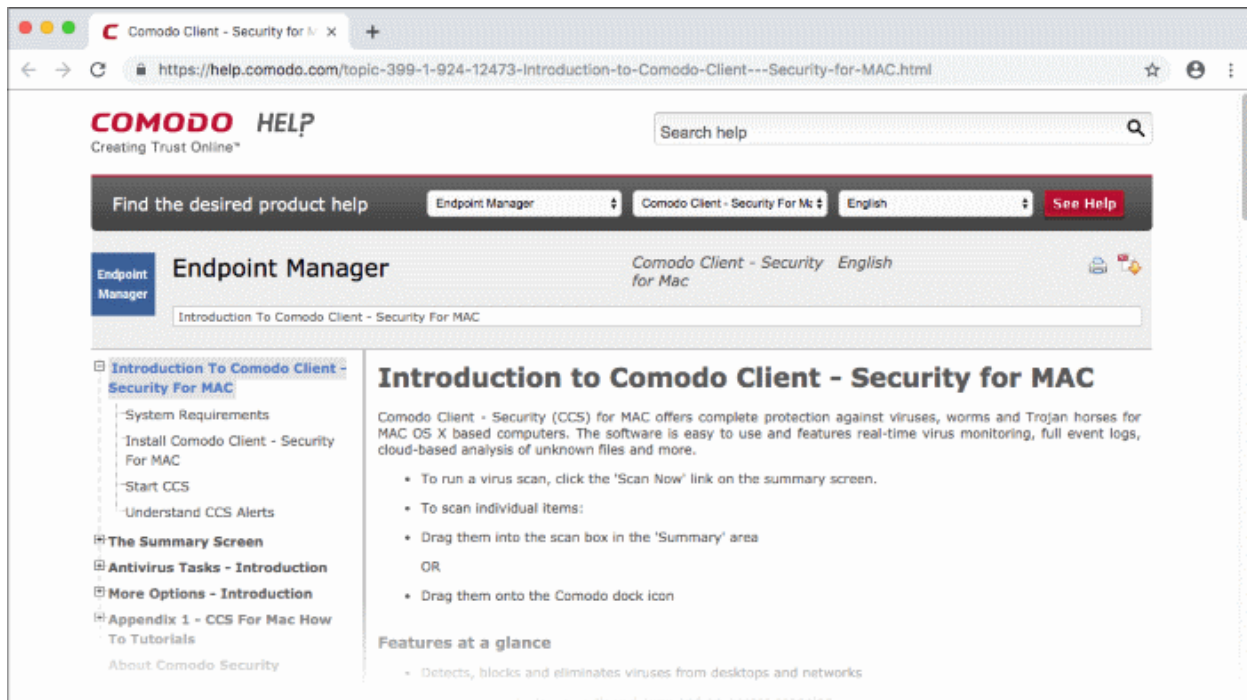 Comodo Client - Security for M
https://help.comodo.com/topic-399-1-924-12473-Introduction-to-Comodo-Client---Security-for-MAC.html
COMODO HELP
Creating Trust Online™
Search help
Find the desired product help
Endpoint Manager
Comodo Client - Security For Mc
English
See Help
Endpoint
Manager
Endpoint Manager
Comodo Client - Security
for Mac
English
Introduction To Comodo Client - Security For MAC
Introduction To Comodo Client -
Security For MAC
System Requirements
Install Comodo Client - Security
For MAC
Start CCS
Understand CCS Alerts
The Summary Screen
Antivirus Tasks - Introduction
More Options - Introduction
Appendix 1 - CCS For Mac How
To Tutorials
About Comodo Security
Introduction to Comodo Client - Security for MAC
Comodo Client - Security (CCS) for MAC offers complete protection against viruses, worms and Trojan horses for
MAC OS X based computers. The software is easy to use and features real-time virus monitoring, full event logs,
cloud-based analysis of unknown files and more.
• To run a virus scan, click the 'Scan Now' link on the summary screen.
• To scan individual items:
• Drag them into the scan box in the 'Summary' area
OR
• Drag them onto the Comodo dock icon
Features at a glance
• Detects, blocks and eliminates viruses from desktops and networks